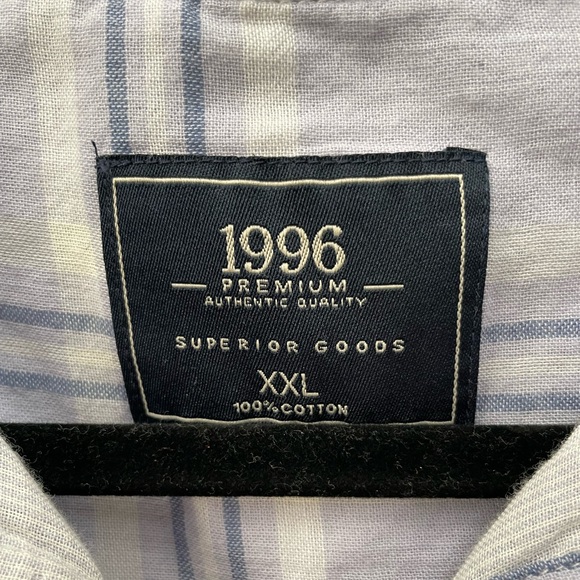 1996
PREMIUM
AUTHENTIC QUALITY
SUPERIOR GOODS
XXL
100% COTTON